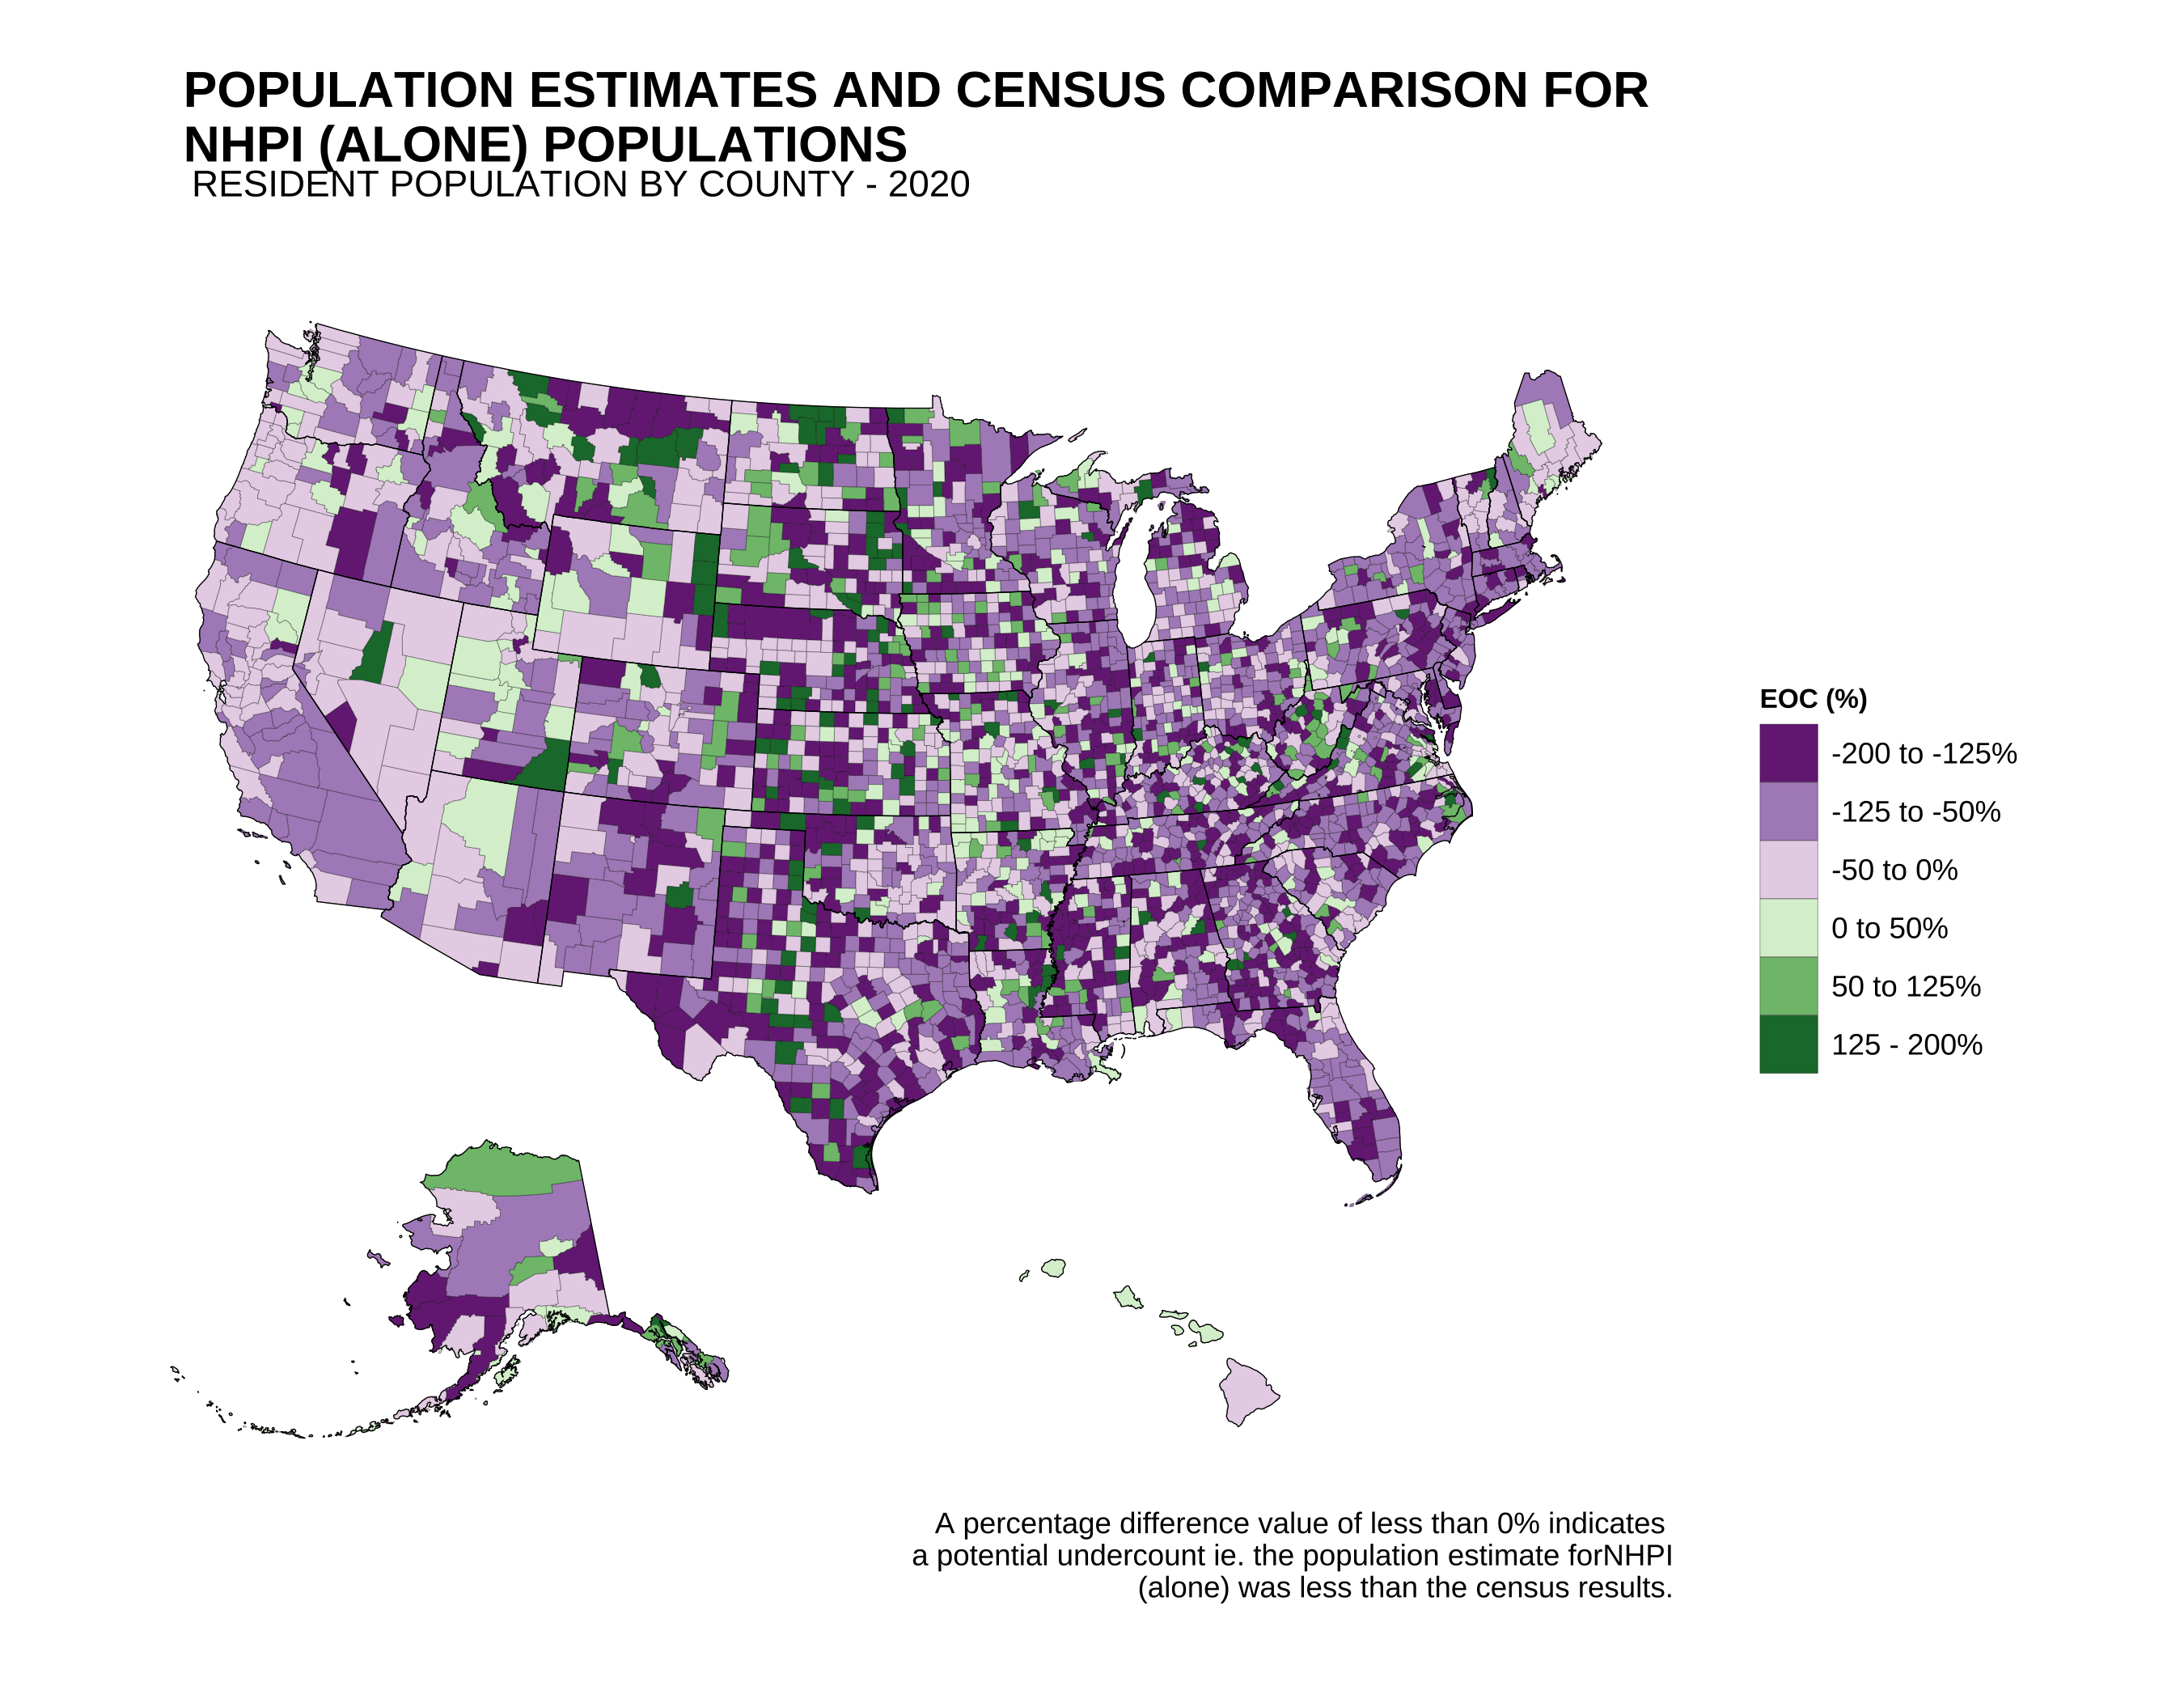 POPULATION ESTIMATES AND CENSUS COMPARISON FOR
NHPI (ALONE) POPULATIONS
RESIDENT POPULATION BY COUNTY - 2020
EOC (%)
-200 to -125%
-125 to -50%
-50 to 0%
0 to 50%
50 to 125%
125 - 200%
A percentage difference value of less than 0% indicates
a potential undercount ie. the population estimate forNHPI
(alone) was less than the census results.